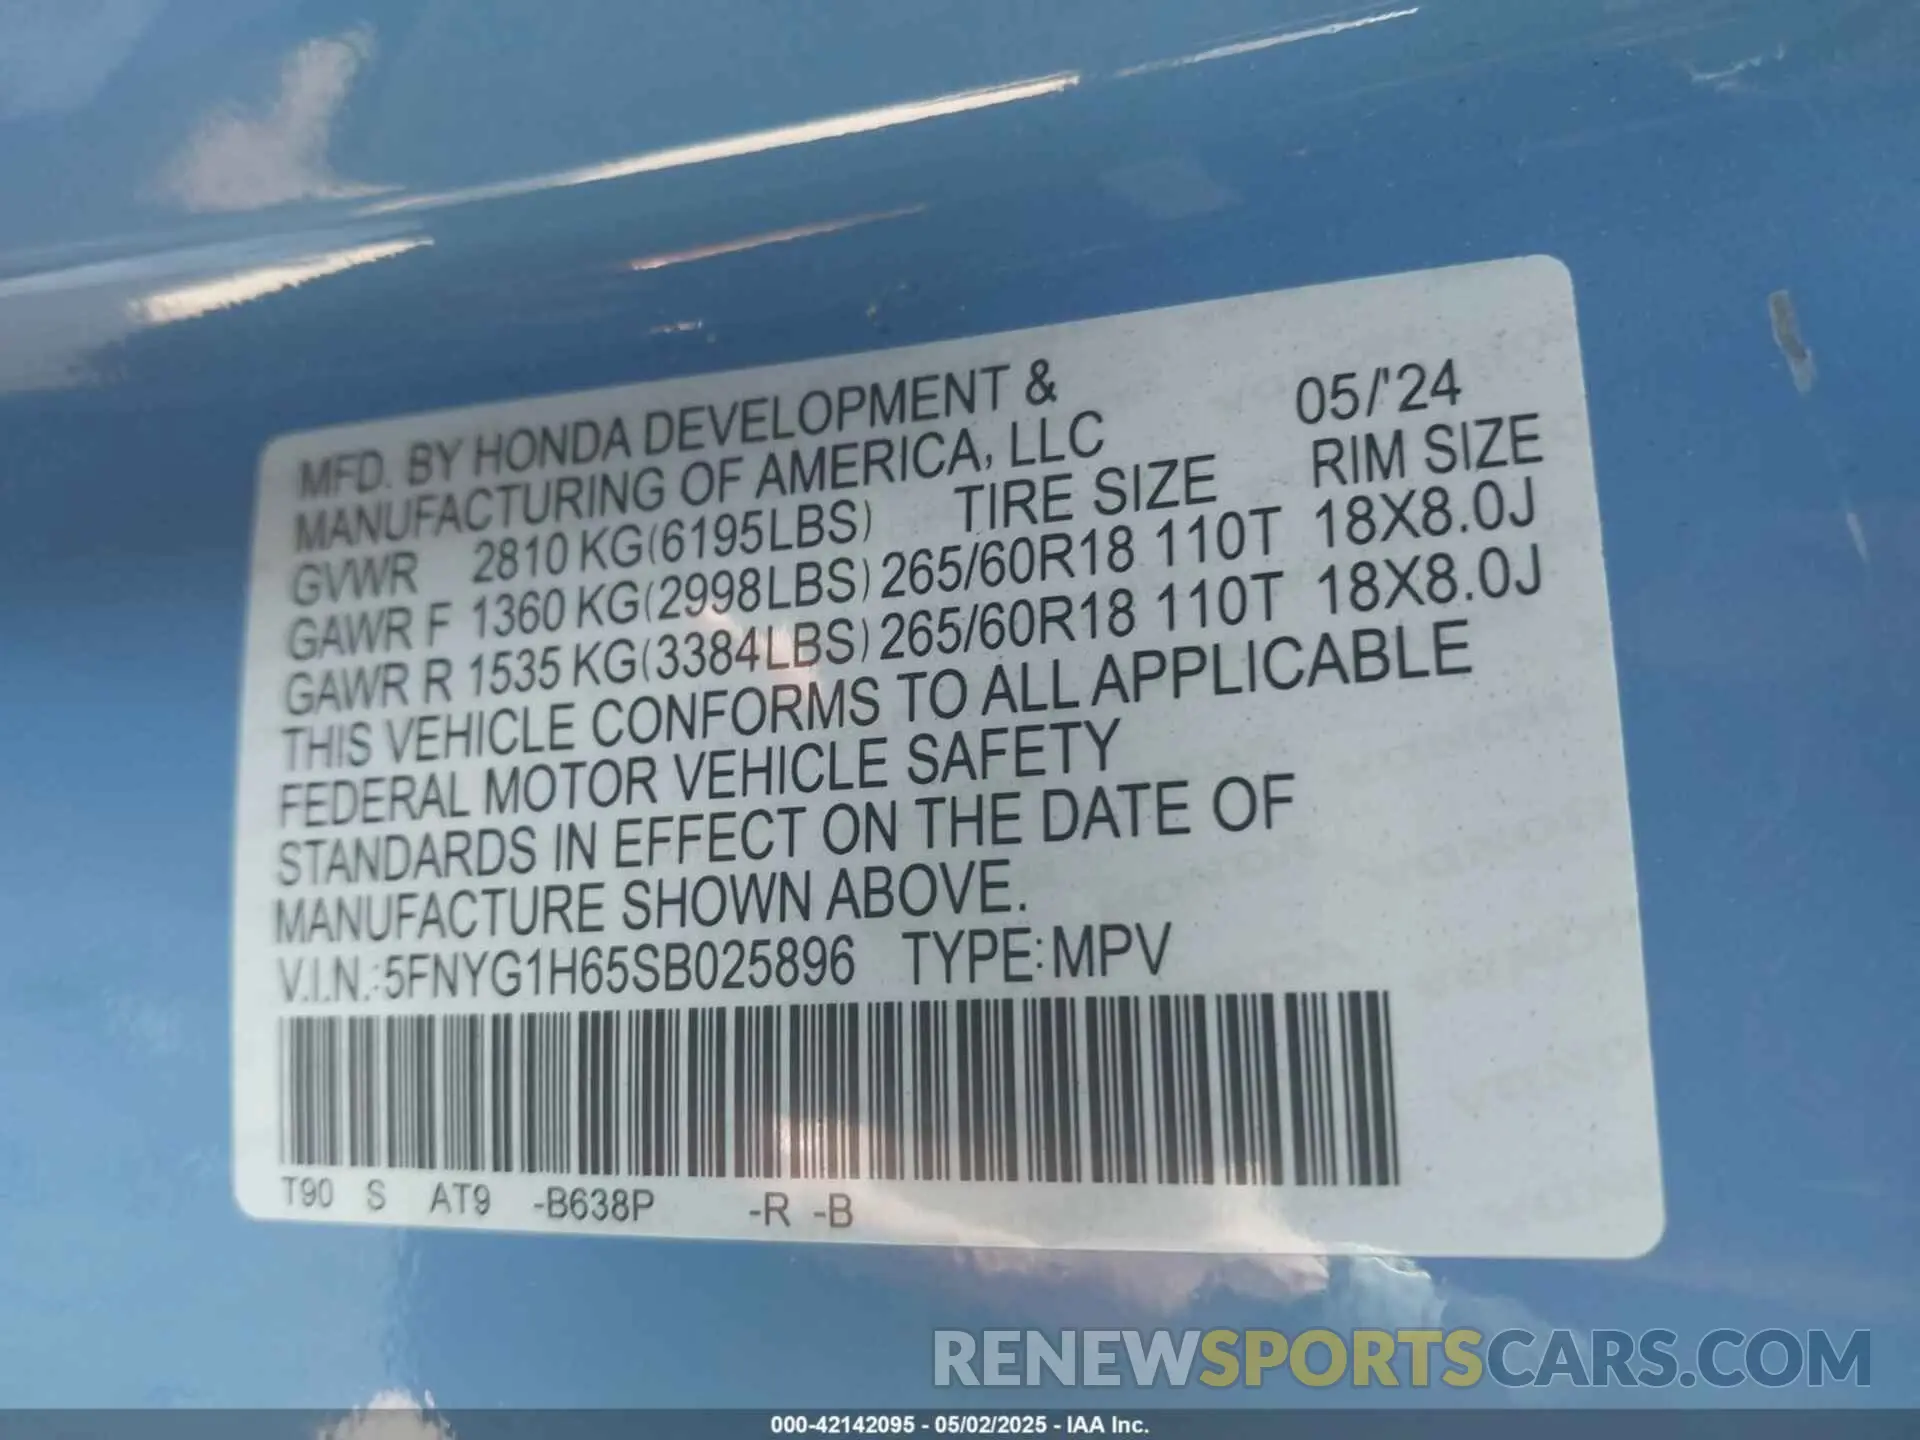 MFD. BY HONDA DEVELOPMENT & 05/'24
MANUFACTURING OF AMERICA, LLC
GVWR 2810 KG(6195LBS) TIRE SIZE RIM SIZE
GAWR F 1360 KG(2998LBS) 265/60R18 110T 18X8.0J
GAWR R 1535 KG(3384LBS) 265/60R18 110T 18X8.0J
THIS VEHICLE CONFORMS TO ALL APPLICABLE
FEDERAL MOTOR VEHICLE SAFETY
STANDARDS IN EFFECT ON THE DATE OF
MANUFACTURE SHOWN ABOVE.
V.I.N.:5FNYG1H65SB025896 TYPE:MPV
T90 S AT9 -B638P -R -B
RENEWSPORTSCARS.COM
000-42142095 - 05/02/2025 - IAA Inc.